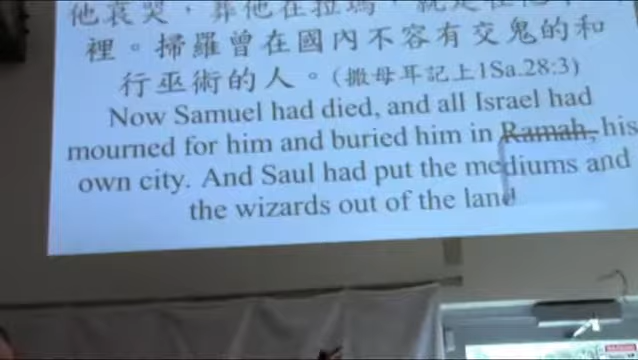 他哀哭，葬他在拉瑪，就是在他本城
裡。掃羅曾在國內不容有交鬼的和
行巫術的人。(撒母耳記上1Sa.28:3)
Now Samuel had died, and all Israel had
mourned for him and buried him in Ramah, his
own city. And Saul had put the mediums and
the wizards out of the land